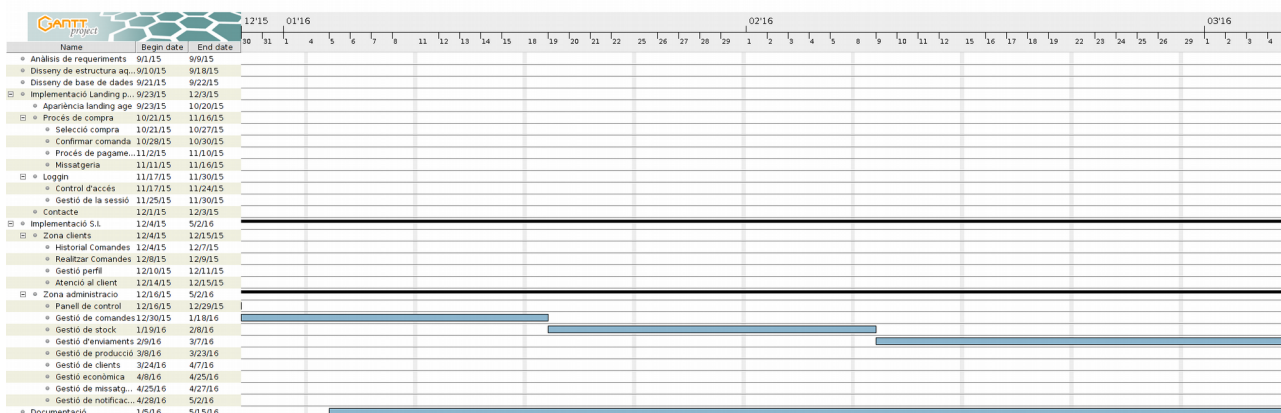 GANTT
project
12'15 01'16 02'16 03'16
30 31 1 4 5 6 7 8 11 12 13 14 15 18 19 20 21 22 25 26 27 28 29 1 2 3 4 5 8 9 10 11 12 15 16 17 18 19 22 23 24 25 26 29 1 2 3 4
Name Begin date End date
Anàlisis de requeriments 9/1/15 9/9/15
Disseny de estructura aq... 9/10/15 9/18/15
Disseny de base de dades 9/21/15 9/22/15
Implementació Landing p... 9/23/15 12/3/15
Apariència landing age 9/23/15 10/20/15
Procés de compra 10/21/15 11/16/15
Selecció compra 10/21/15 10/27/15
Confirmar comanda 10/28/15 10/30/15
Procés de pagame... 11/2/15 11/10/15
Missatgeria 11/11/15 11/16/15
Loggin 11/17/15 11/30/15
Control d'accés 11/17/15 11/24/15
Gestió de la sessió 11/25/15 11/30/15
Contacte 12/1/15 12/3/15
Implementació S.I. 12/4/15 5/2/16
Zona clients 12/4/15 12/15/15
Historial Comandes 12/4/15 12/7/15
Realitzar Comandes 12/8/15 12/9/15
Gestió perfil 12/10/15 12/11/15
Atenció al client 12/14/15 12/15/15
Zona administracio 12/16/15 5/2/16
Panell de control 12/16/15 12/29/15
Gestió de comandes 12/30/15 1/18/16
Gestió de stock 1/19/16 2/8/16
Gestió d'enviaments 2/9/16 3/7/16
Gestió de producció 3/8/16 3/23/16
Gestió de clients 3/24/16 4/7/16
Gestió econòmica 4/8/16 4/25/16
Gestió de missatg... 4/25/16 4/27/16
Gestió de notificac... 4/28/16 5/2/16
Documentació 1/5/16 5/15/16